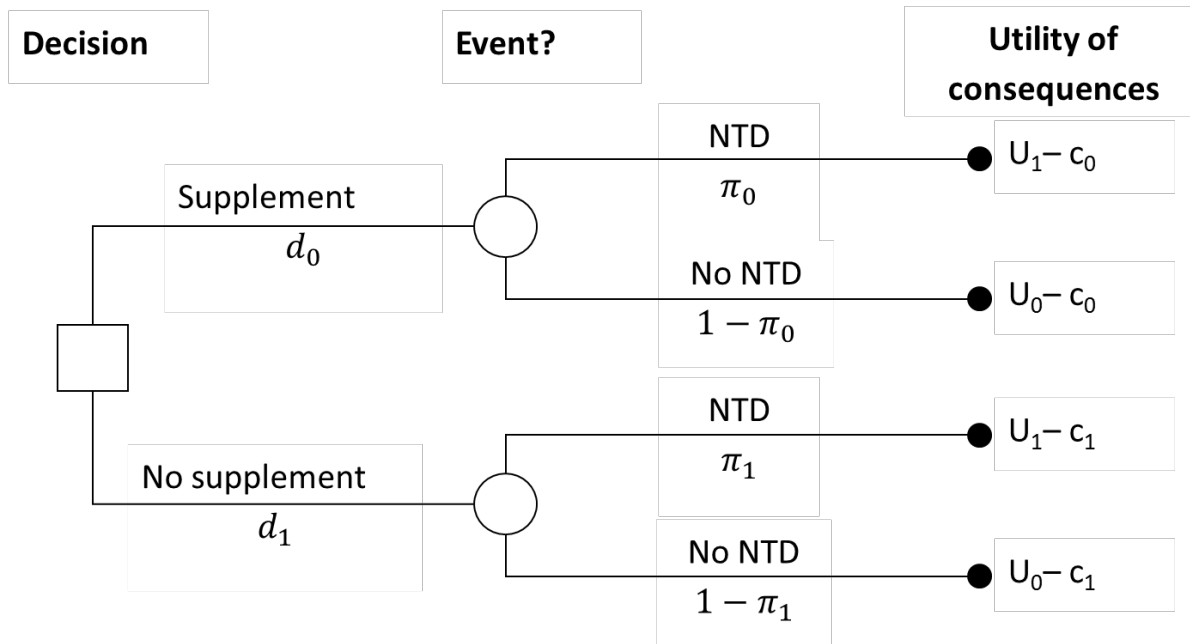 Decision
Event?
Utility of
consequences
NTD
π₀
U₁– c₀
Supplement
d₀
No NTD
1 − π₀
U₀– c₀
NTD
π₁
U₁– c₁
No supplement
d₁
No NTD
1 − π₁
U₀– c₁